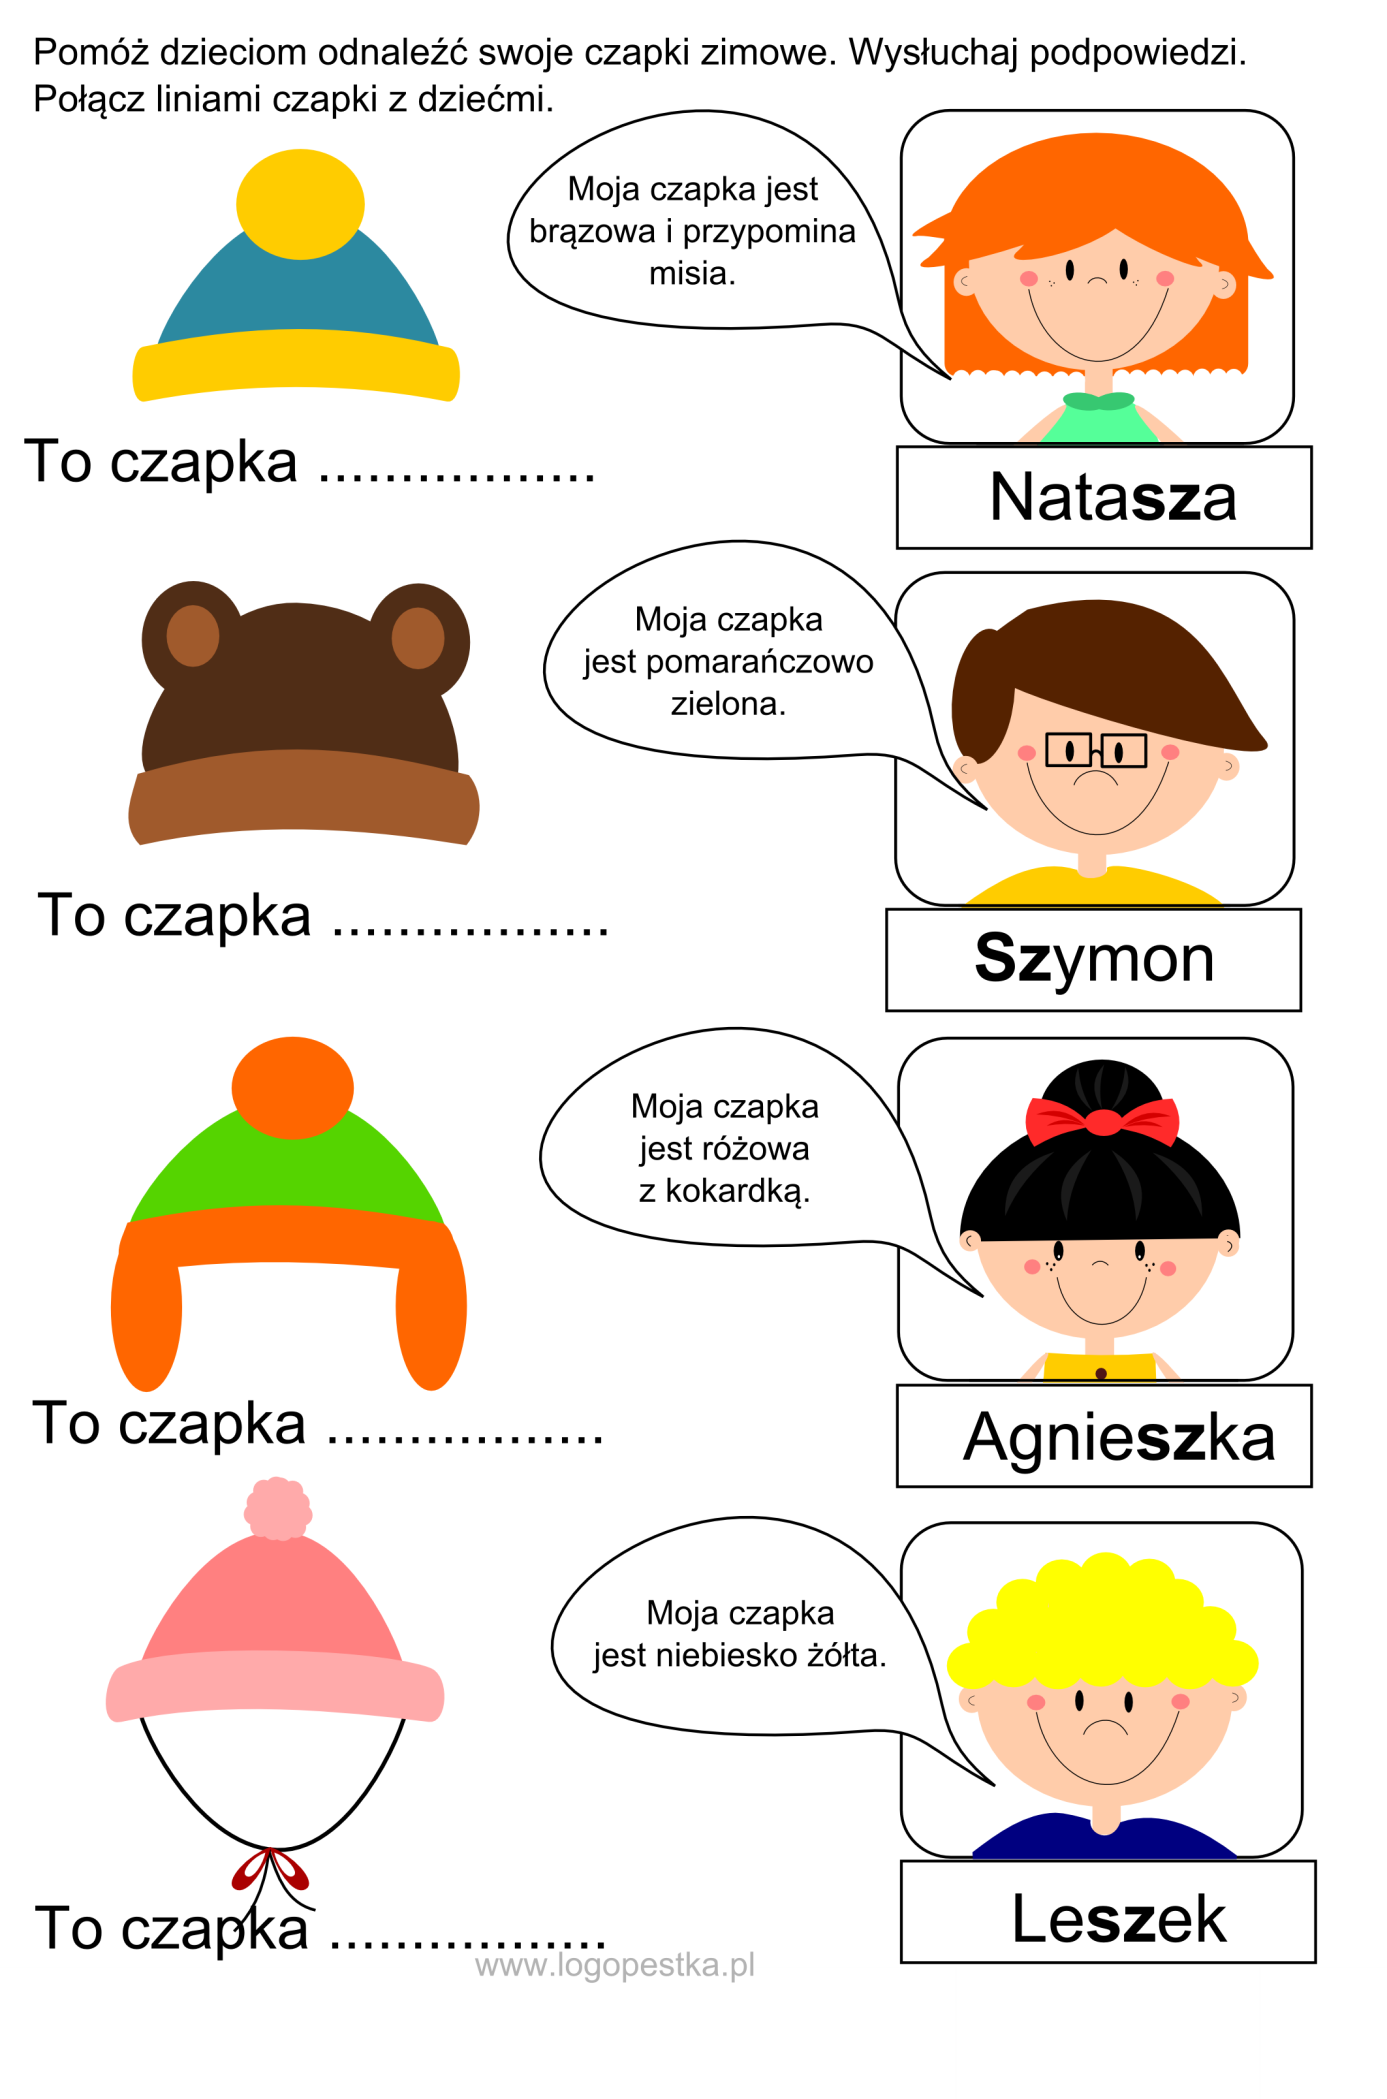 Pomóż dzieciom odnaleźć swoje czapki zimowe. Wysłuchaj podpowiedzi.
Połącz liniami czapki z dziećmi.
Moja czapka jest
brązowa i przypomina
misia.
To czapka .................
Natasza
Moja czapka
jest pomarańczowo
zielona.
To czapka .................
Szymon
Moja czapka
jest różowa
z kokardką.
To czapka .................
Agnieszka
Moja czapka
jest niebiesko żółta.
To czapka .................
Leszek
www.logopestka.pl